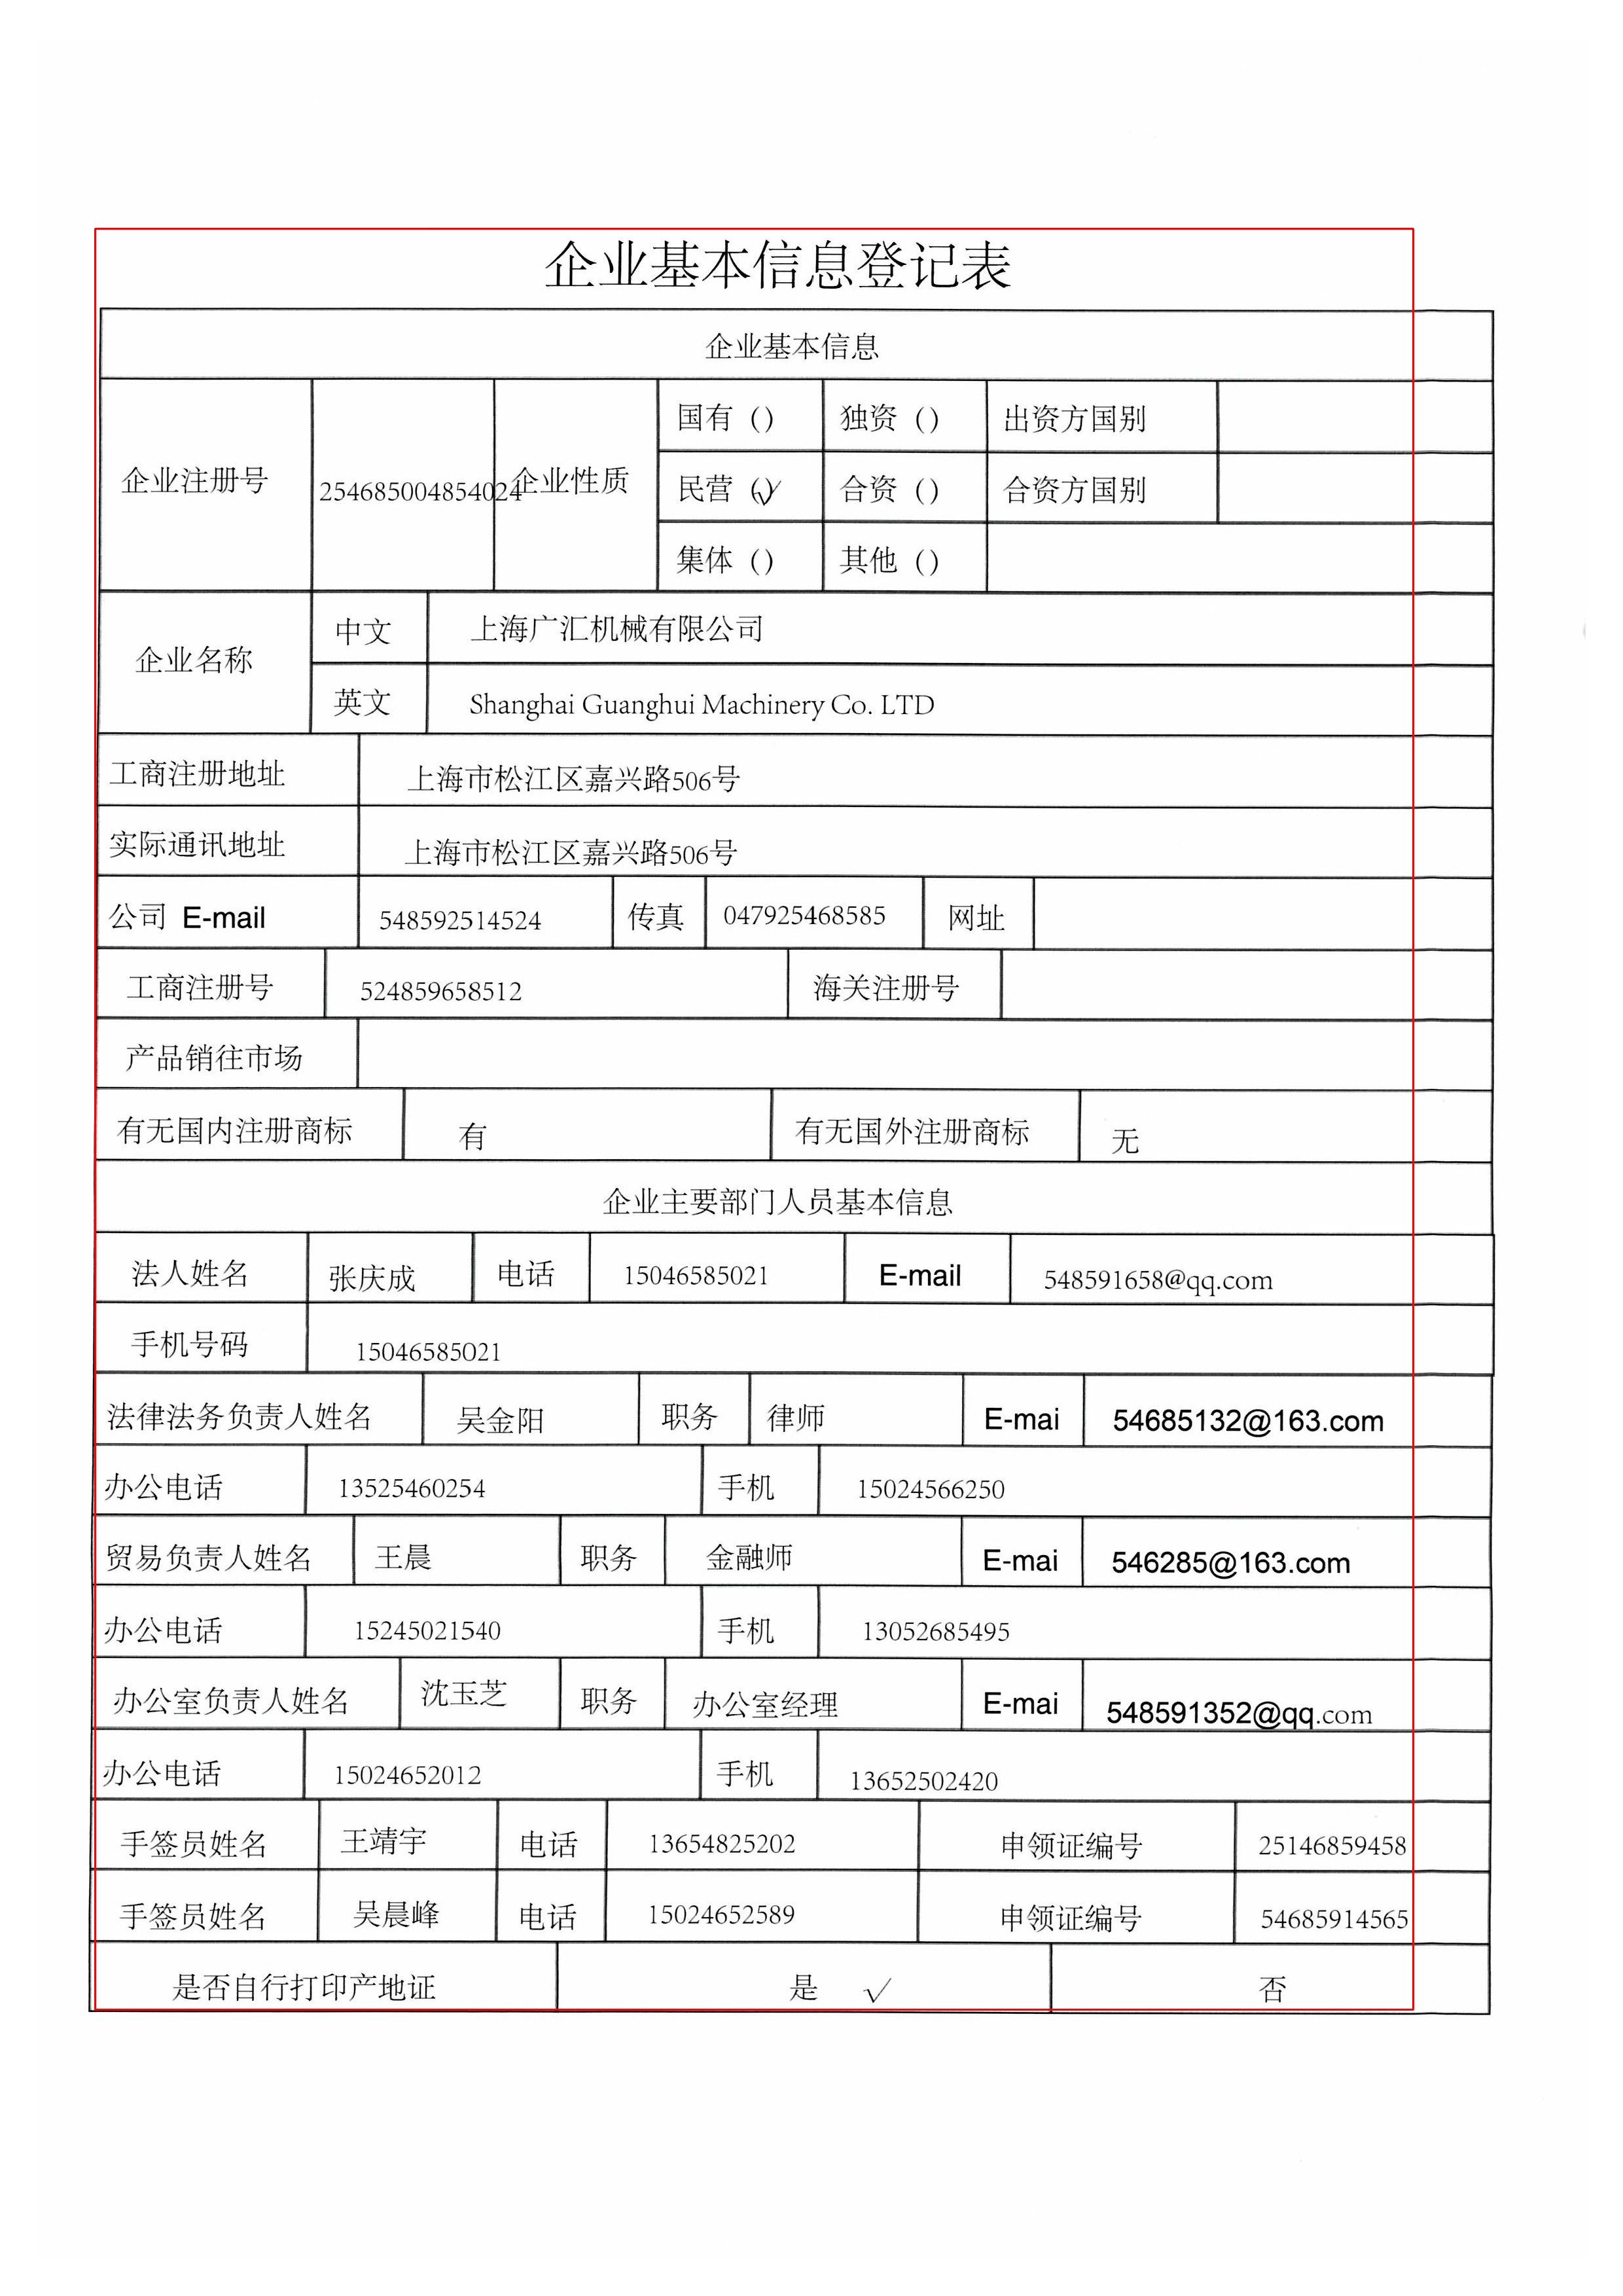 企业基本信息登记表
企业基本信息
企业注册号 254685004854024 企业性质 国有（） 独资（） 出资方国别
民营（√） 合资（） 合资方国别
集体（） 其他（）
企业名称 中文 上海广汇机械有限公司
英文 Shanghai Guanghui Machinery Co. LTD
工商注册地址 上海市松江区嘉兴路506号
实际通讯地址 上海市松江区嘉兴路506号
公司 E-mail 548592514524 传真 047925468585 网址
工商注册号 524859658512 海关注册号
产品销往市场
有无国内注册商标 有 有无国外注册商标 无
企业主要部门人员基本信息
法人姓名 张庆成 电话 15046585021 E-mail 548591658@qq.com
手机号码 15046585021
法律法务负责人姓名 吴金阳 职务 律师 E-mai 54685132@163.com
办公电话 13525460254 手机 15024566250
贸易负责人姓名 王晨 职务 金融师 E-mai 546285@163.com
办公电话 15245021540 手机 13052685495
办公室负责人姓名 沈玉芝 职务 办公室经理 E-mai 548591352@qq.com
办公电话 15024652012 手机 13652502420
手签员姓名 王靖宇 电话 13654825202 申领证编号 25146859458
手签员姓名 吴晨峰 电话 15024652589 申领证编号 54685914565
是否自行打印产地证 是 √ 否